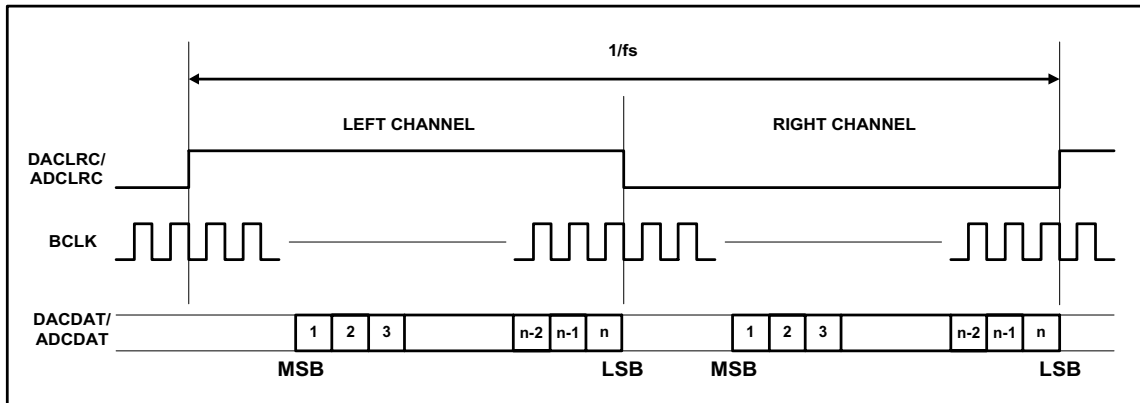 1/fs
LEFT CHANNEL
RIGHT CHANNEL
DACLRC/
ADCLRC
BCLK
DACDAT/
ADCDAT
1 2 3 n-2 n-1 n 1 2 3 n-2 n-1 n
MSB LSB MSB LSB